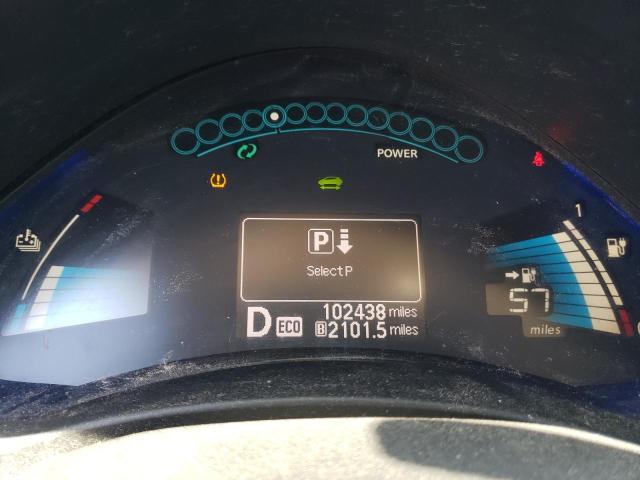 POWER
1
P
Select P
57
miles
D ECO
102438 miles
B 2101.5 miles